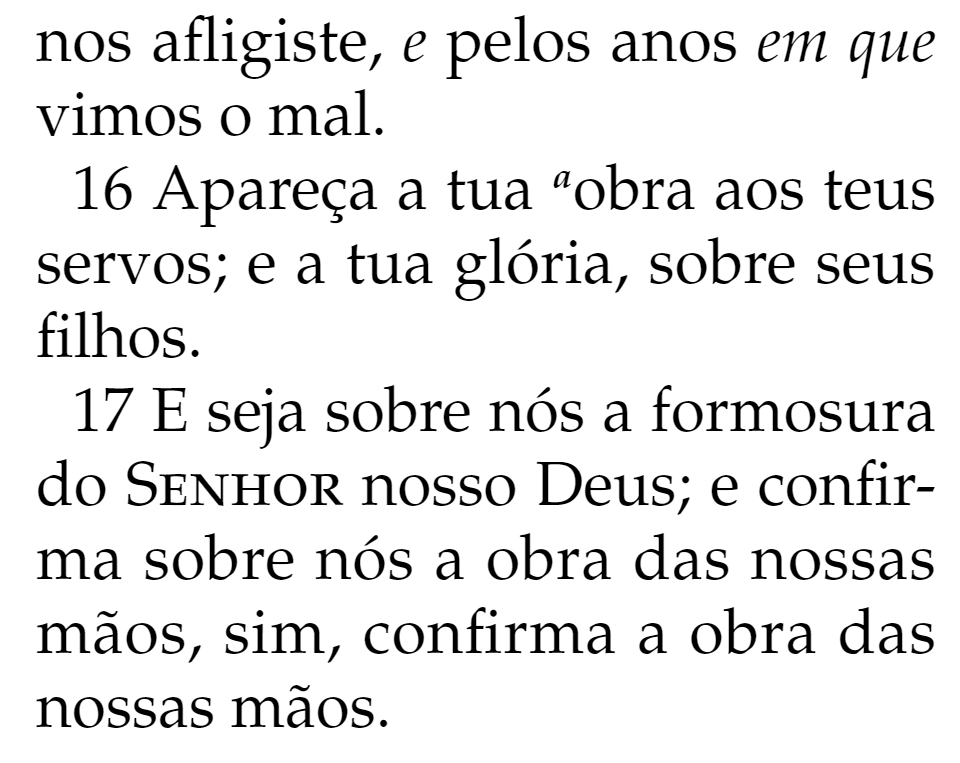 nos afligiste, e pelos anos em que
vimos o mal.
16 Apareça a tua ᵃobra aos teus
servos; e a tua glória, sobre seus
filhos.
17 E seja sobre nós a formosura
do SENHOR nosso Deus; e confir-
ma sobre nós a obra das nossas
mãos, sim, confirma a obra das
nossas mãos.